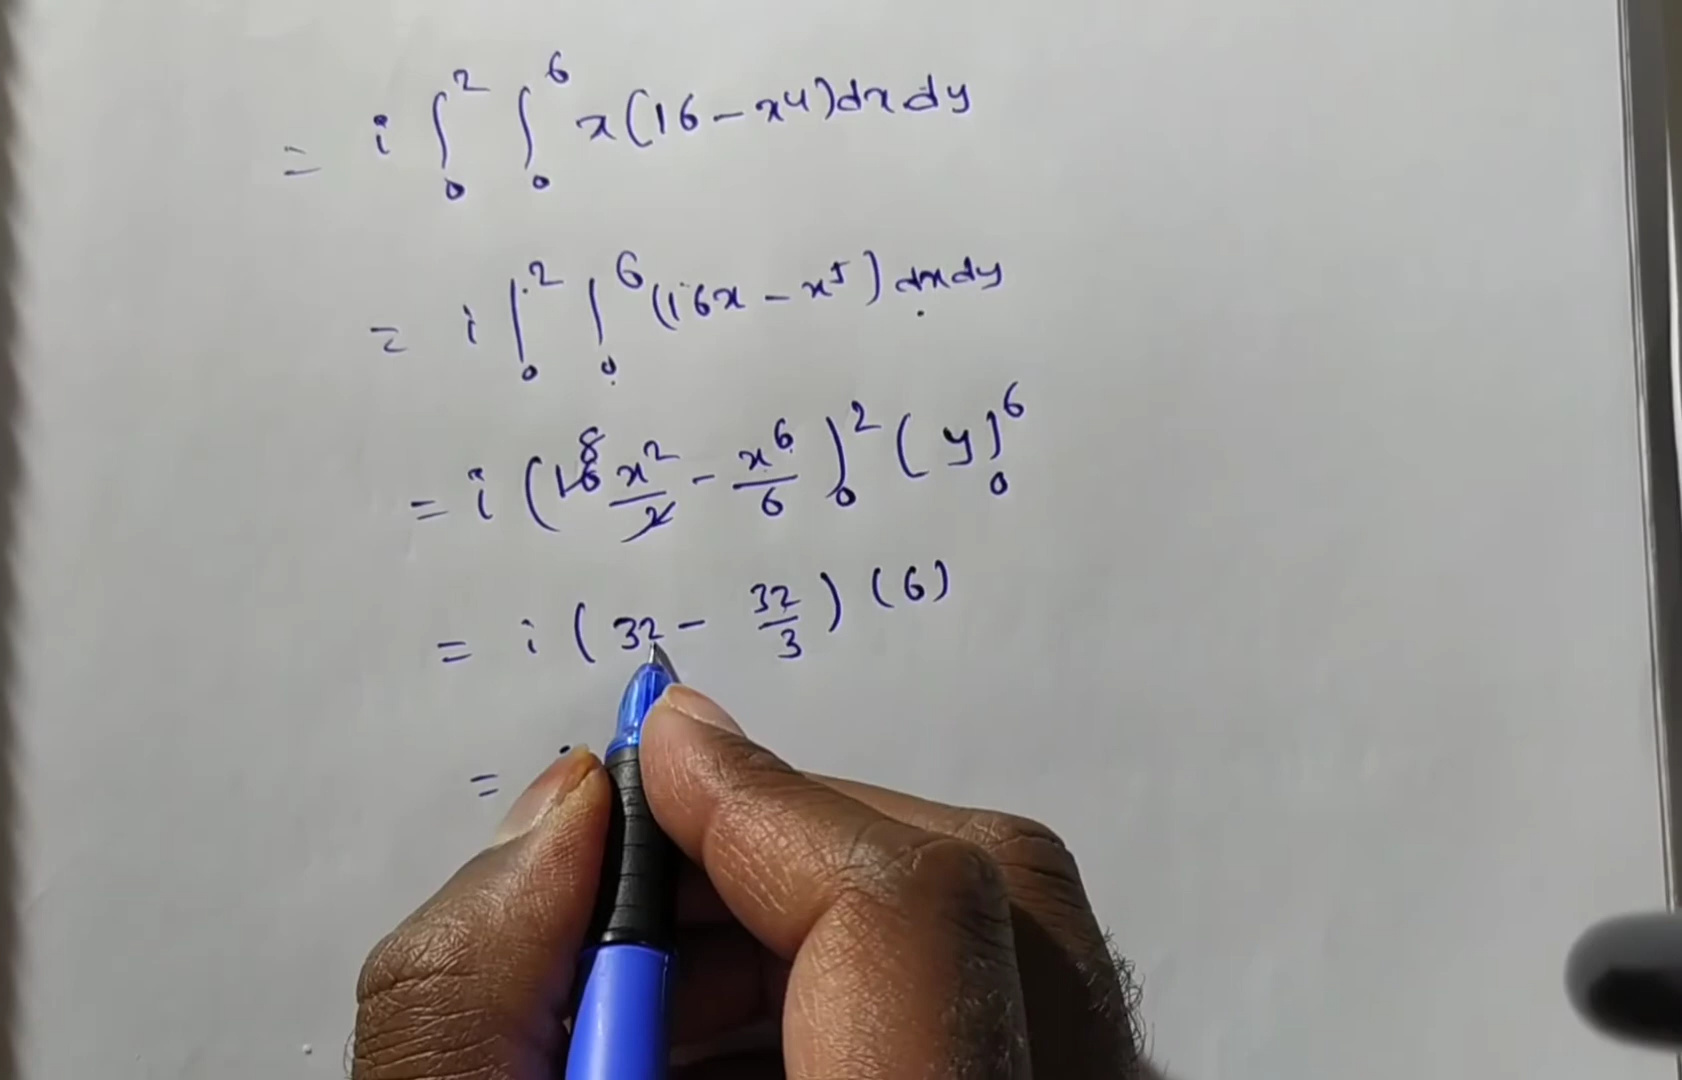 = i ∫₀² ∫₀⁶ x(16 - x⁴)dx dy
= i ∫₀² ∫₀⁶ (16x - x⁵) dx dy
= i (16 8 x²/2 - x⁶/6)₀² (y)₀⁶
= i (32 - 32/3) (6)
=